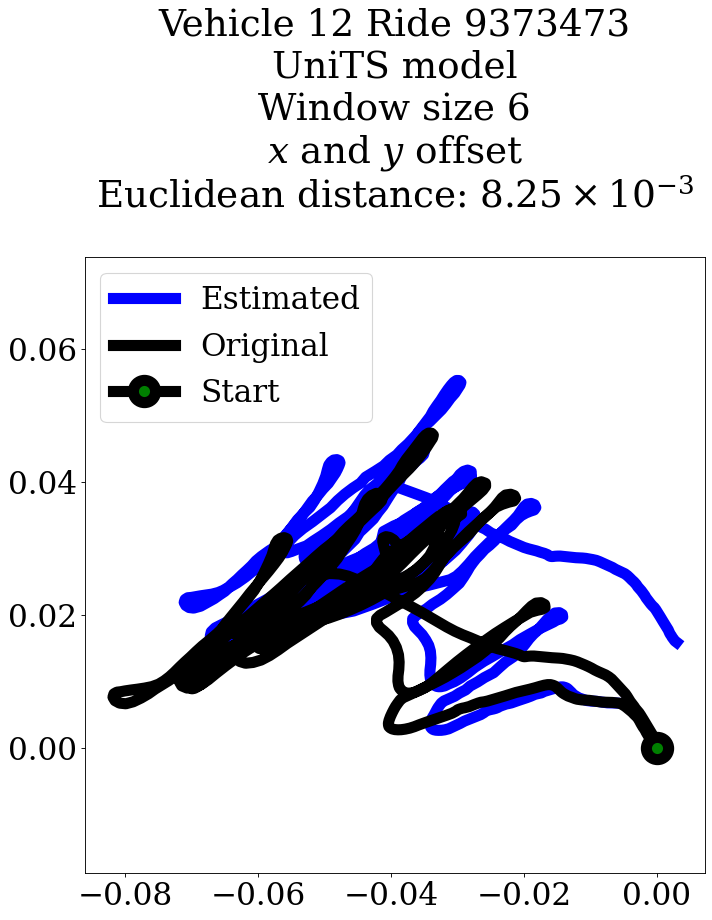 Vehicle 12 Ride 9373473
UniTS model
Window size 6
x and y offset
Euclidean distance: 8.25 × 10⁻³
Estimated
Original
Start
0.06
0.04
0.02
0.00
−0.08 −0.06 −0.04 −0.02 0.00